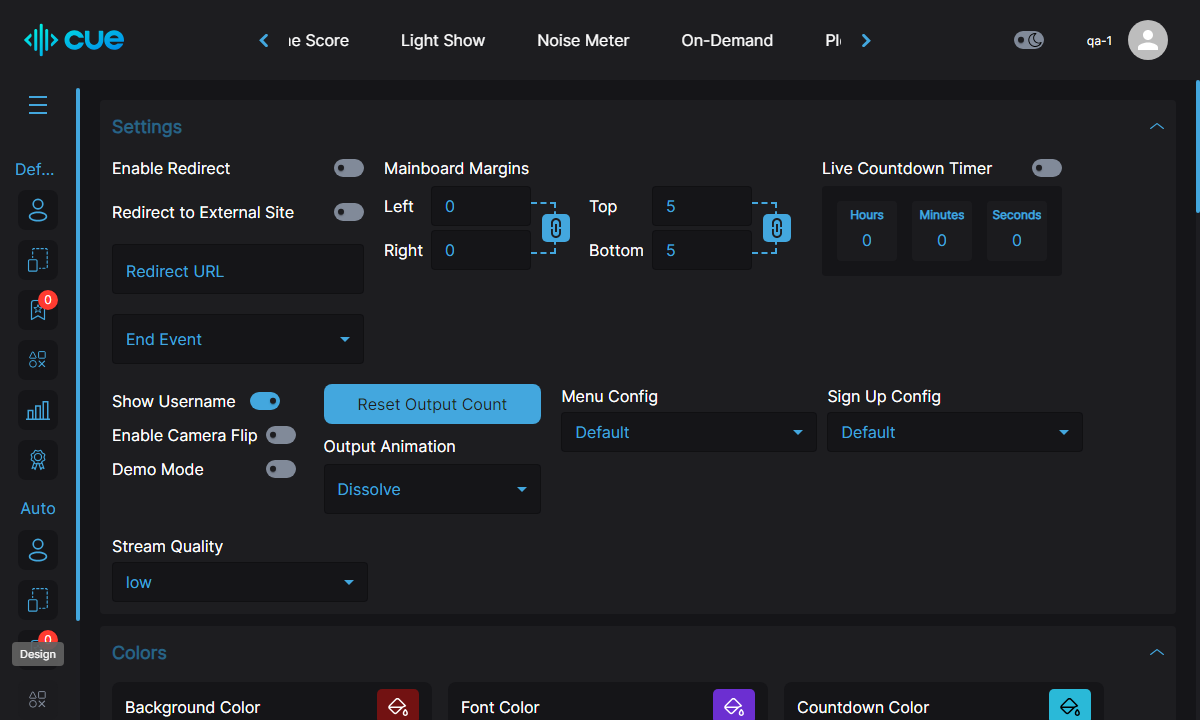 cue
e Score
Light Show
Noise Meter
On-Demand
Pl
qa-1
Def...
0
Auto
0
Design
Settings
Enable Redirect
Redirect to External Site
Redirect URL
End Event
Mainboard Margins
Left 0
Right 0
Top 5
Bottom 5
Live Countdown Timer
Hours Minutes Seconds
0 0 0
Show Username
Enable Camera Flip
Demo Mode
Reset Output Count
Output Animation
Dissolve
Menu Config
Default
Sign Up Config
Default
Stream Quality
low
Colors
Background Color
Font Color
Countdown Color